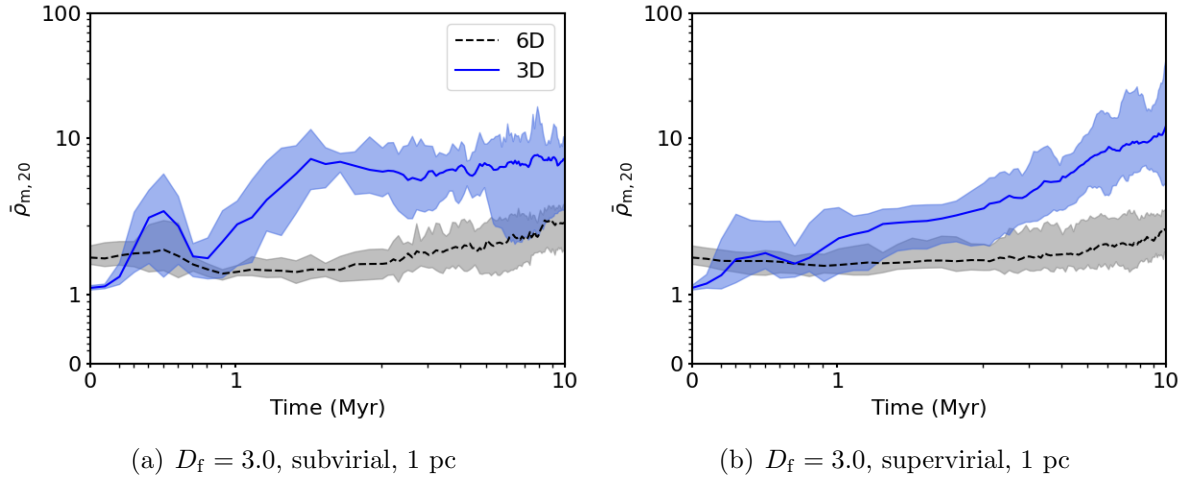 100
10
1
0
ρ̄m, 20
6D
3D
0 1 10
Time (Myr)
(a) Df = 3.0, subvirial, 1 pc
100
10
1
0
ρ̄m, 20
0 1 10
Time (Myr)
(b) Df = 3.0, supervirial, 1 pc